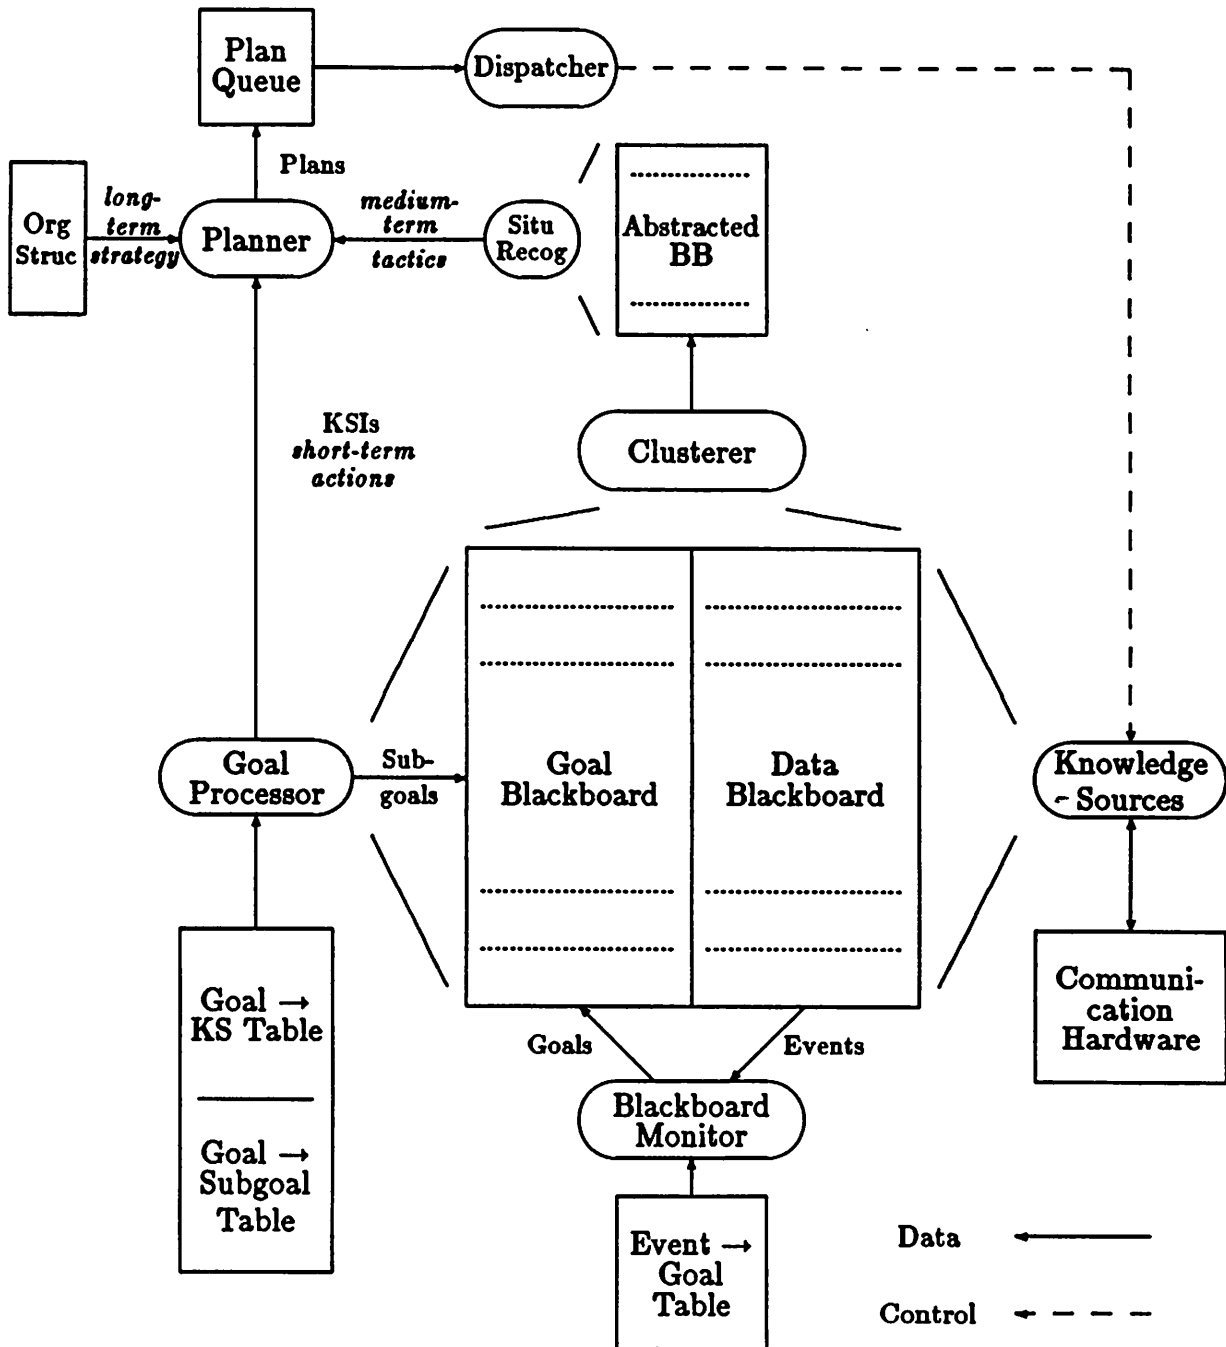 Plan
Queue
Dispatcher
Plans
Org
Struc
long-
term
strategy
Planner
medium-
term
tactics
Situ
Recog
Abstracted
BB
KSIs
short-term
actions
Clusterer
Goal
Processor
Sub-
goals
Goal
Blackboard
Data
Blackboard
Knowledge
- Sources
Goal →
KS Table
Goal →
Subgoal
Table
Goals
Events
Blackboard
Monitor
Communi-
cation
Hardware
Event →
Goal
Table
Data
Control